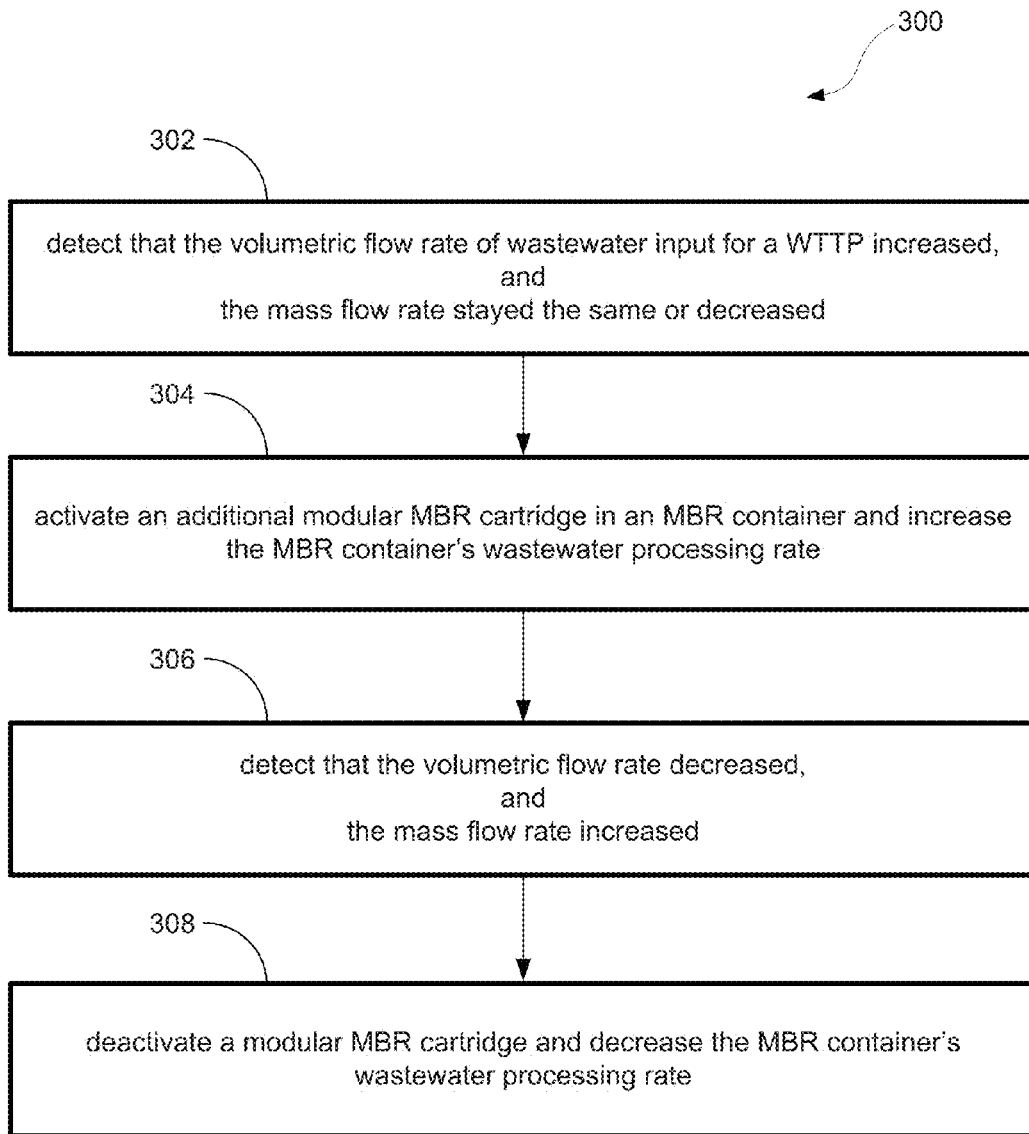 300
302
detect that the volumetric flow rate of wastewater input for a WTTP increased,
and
the mass flow rate stayed the same or decreased
304
activate an additional modular MBR cartridge in an MBR container and increase
the MBR container's wastewater processing rate
306
detect that the volumetric flow rate decreased,
and
the mass flow rate increased
308
deactivate a modular MBR cartridge and decrease the MBR container's
wastewater processing rate